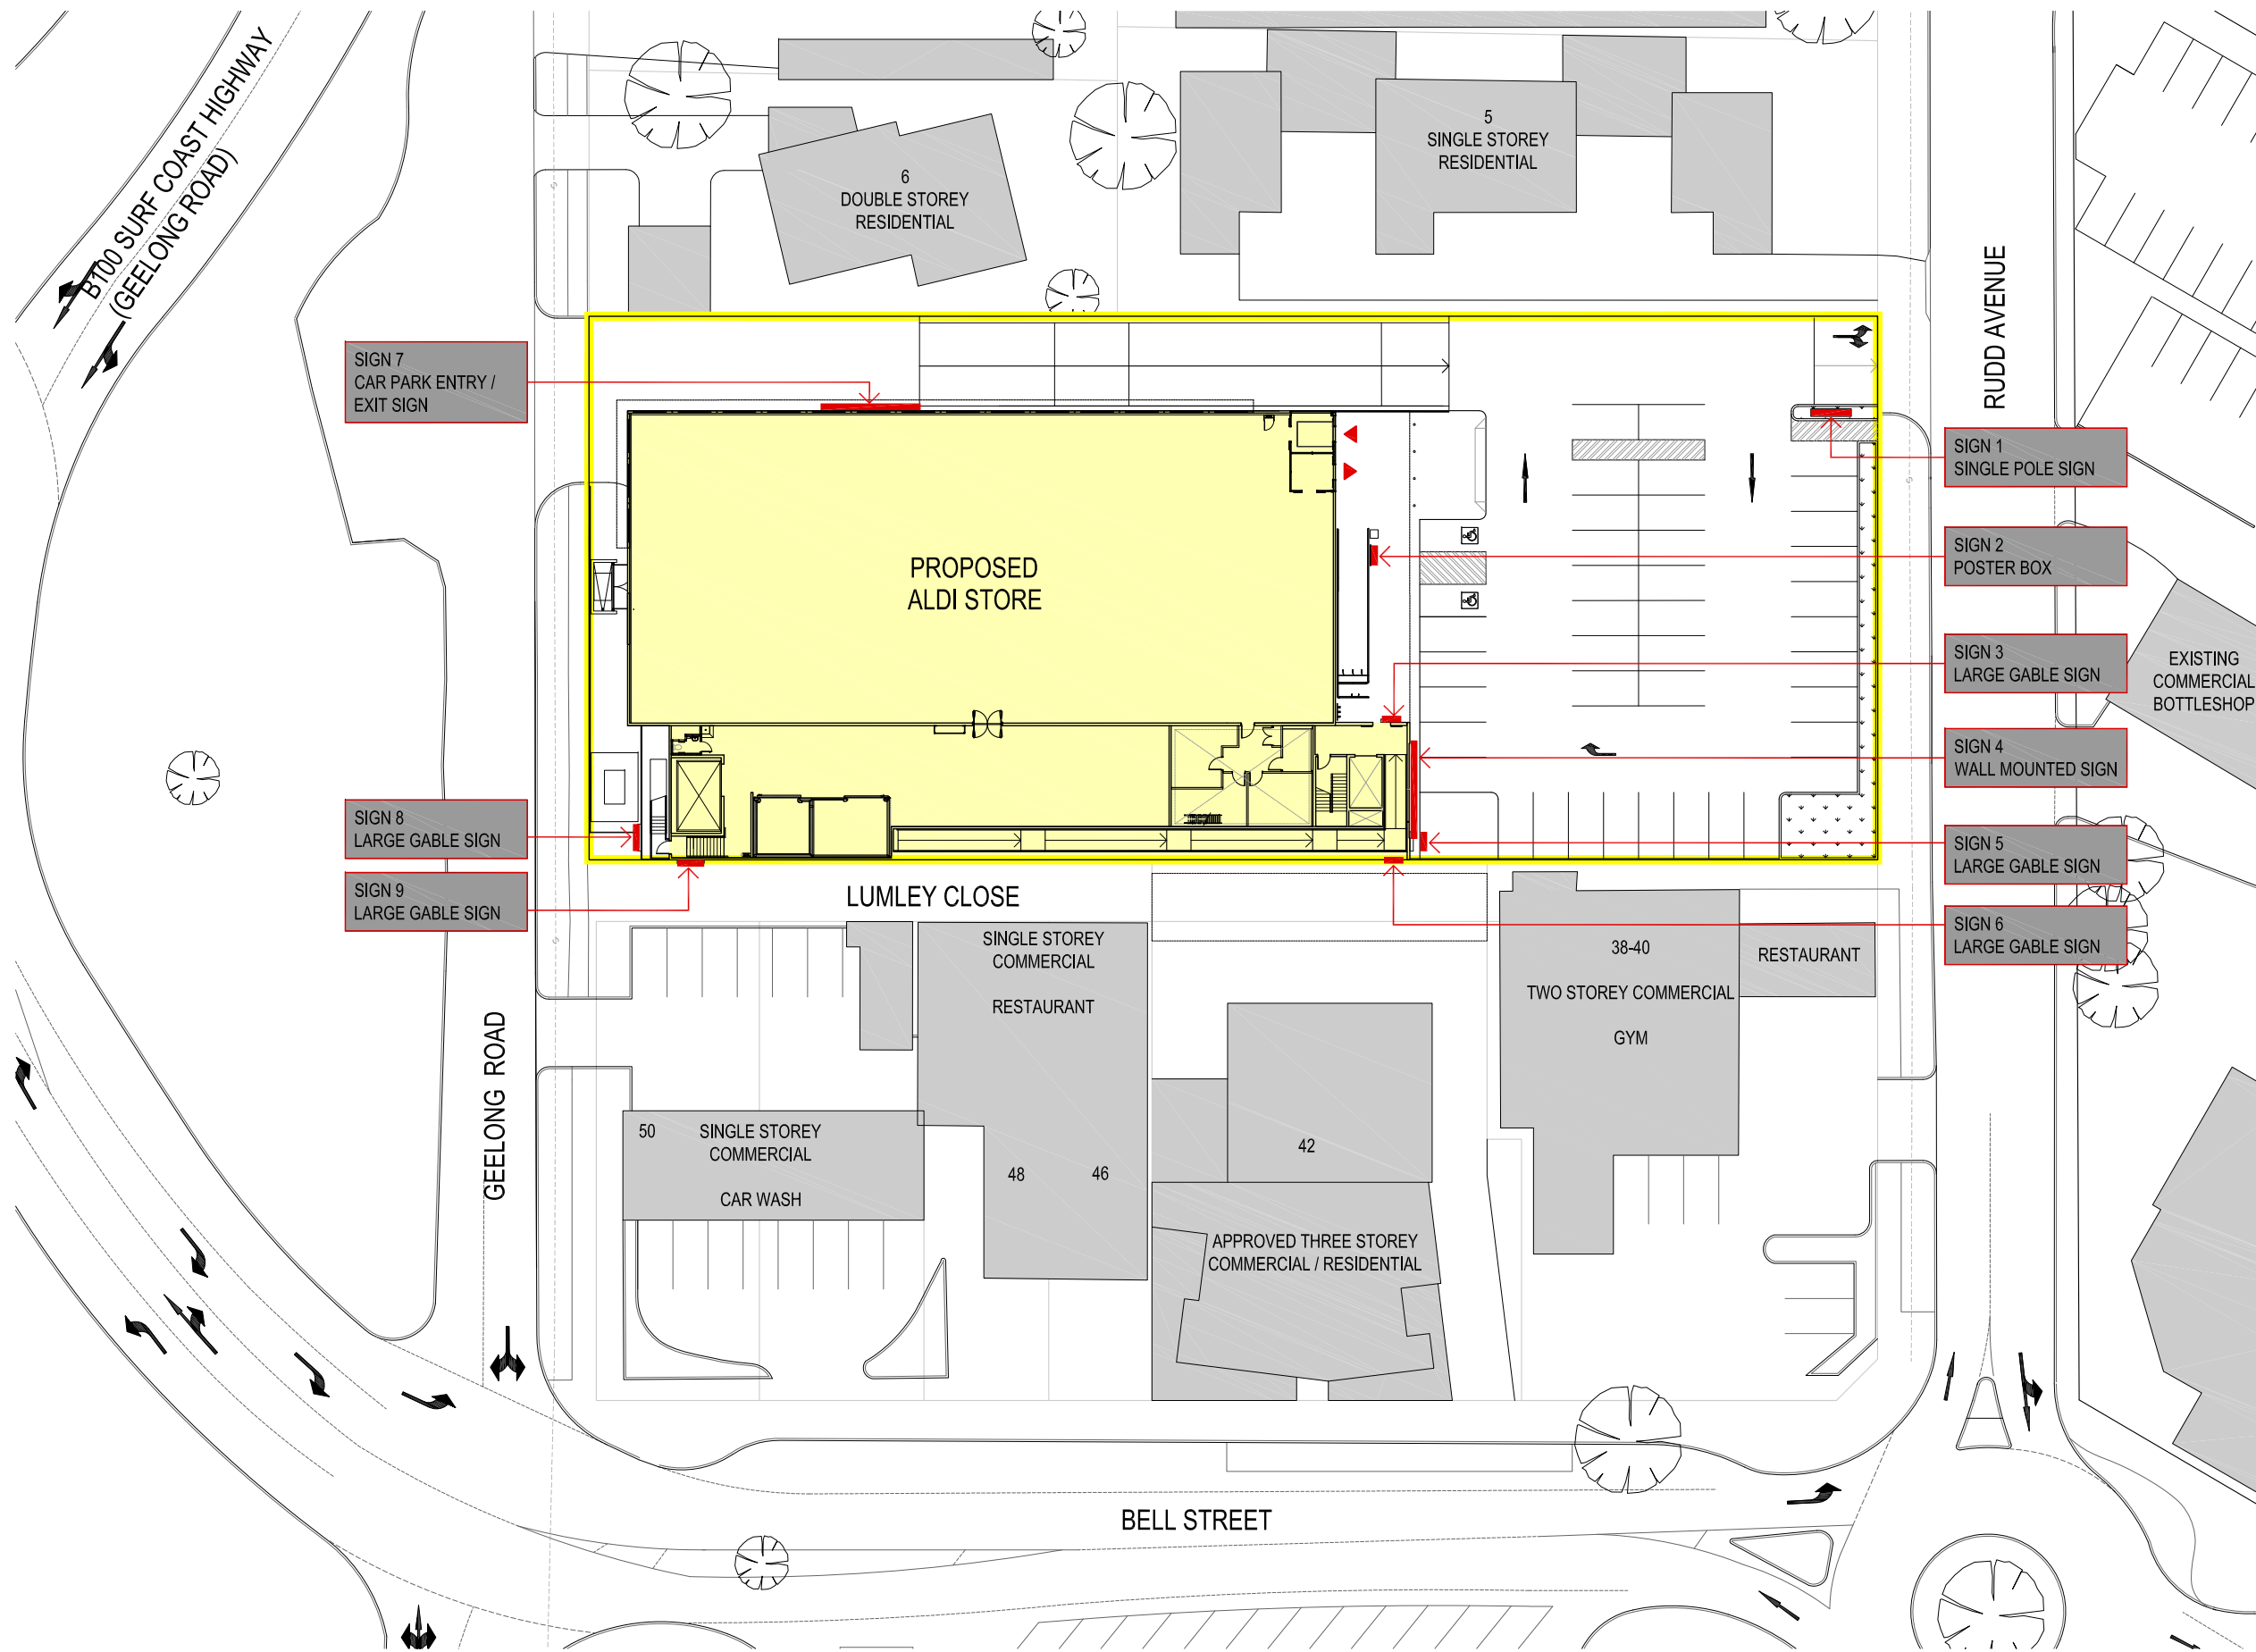 B100 SURF COAST HIGHWAY
(GEELONG ROAD)
6
DOUBLE STOREY
RESIDENTIAL
5
SINGLE STOREY
RESIDENTIAL
RUDD AVENUE
SIGN 7
CAR PARK ENTRY /
EXIT SIGN
SIGN 1
SINGLE POLE SIGN
SIGN 2
POSTER BOX
PROPOSED
ALDI STORE
SIGN 3
LARGE GABLE SIGN
EXISTING
COMMERCIAL
BOTTLESHOP
SIGN 4
WALL MOUNTED SIGN
SIGN 8
LARGE GABLE SIGN
SIGN 5
LARGE GABLE SIGN
SIGN 9
LARGE GABLE SIGN
LUMLEY CLOSE
SIGN 6
LARGE GABLE SIGN
SINGLE STOREY
COMMERCIAL
RESTAURANT
38-40
TWO STOREY COMMERCIAL
GYM
RESTAURANT
GEELONG ROAD
50
SINGLE STOREY
COMMERCIAL
CAR WASH
48
46
42
APPROVED THREE STOREY
COMMERCIAL / RESIDENTIAL
BELL STREET